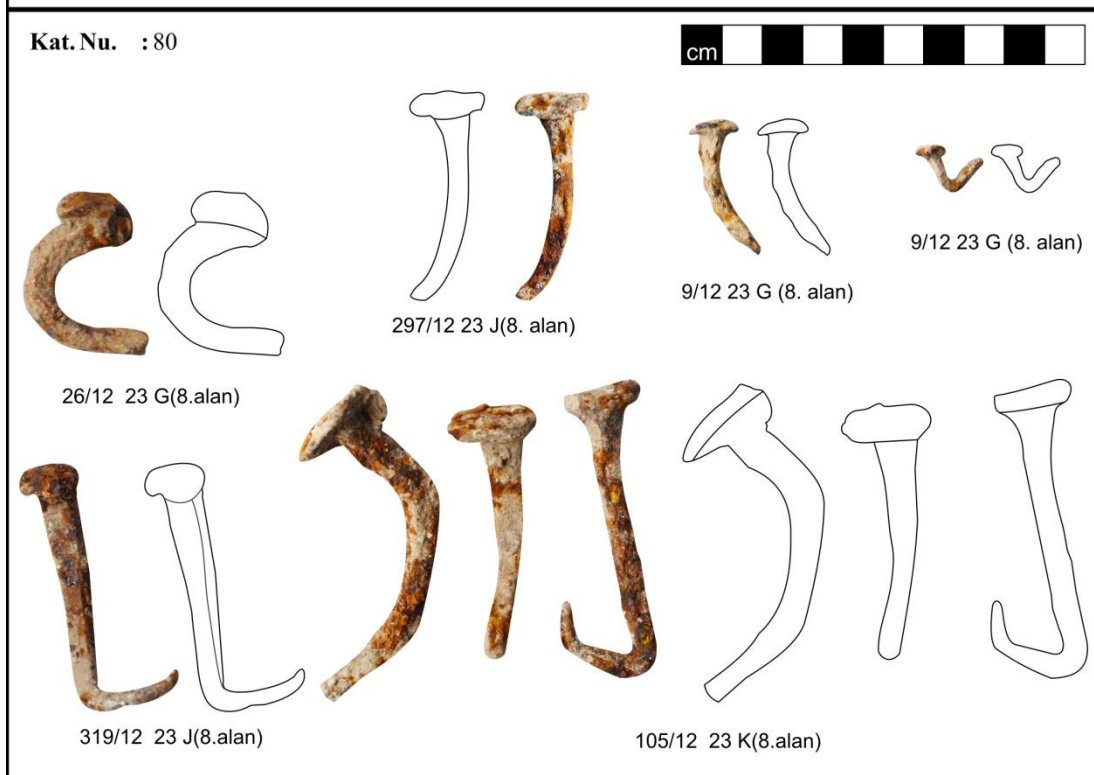 Kat. Nu. : 80
cm
297/12 23 J(8. alan)
9/12 23 G (8. alan)
9/12 23 G (8. alan)
26/12 23 G(8.alan)
319/12 23 J(8.alan)
105/12 23 K(8.alan)